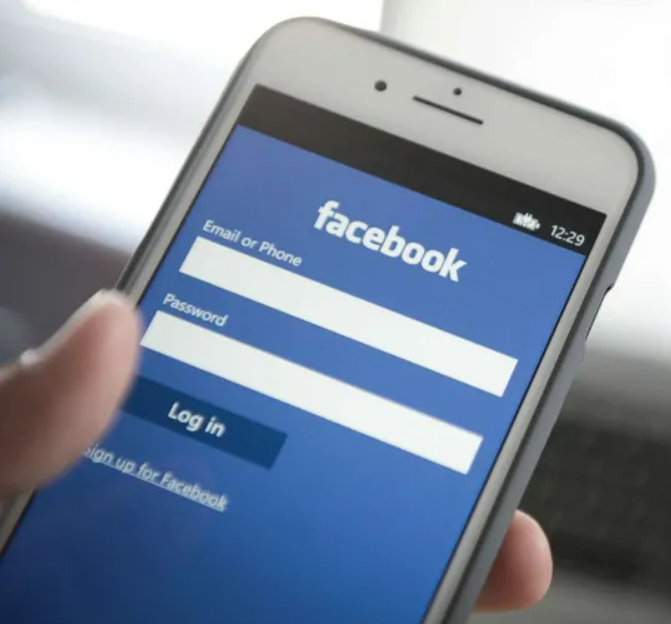 12:29
facebook
Email or Phone
Password
Log in
Sign up for Facebook